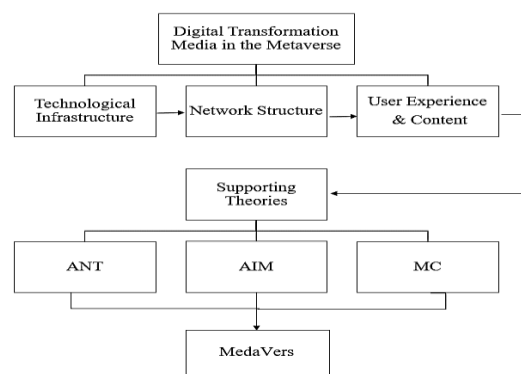 Digital Transformation
Media in the Metaverse
Technological
Infrastructure
Network Structure
User Experience
& Content
Supporting
Theories
ANT
AIM
MC
MedaVers